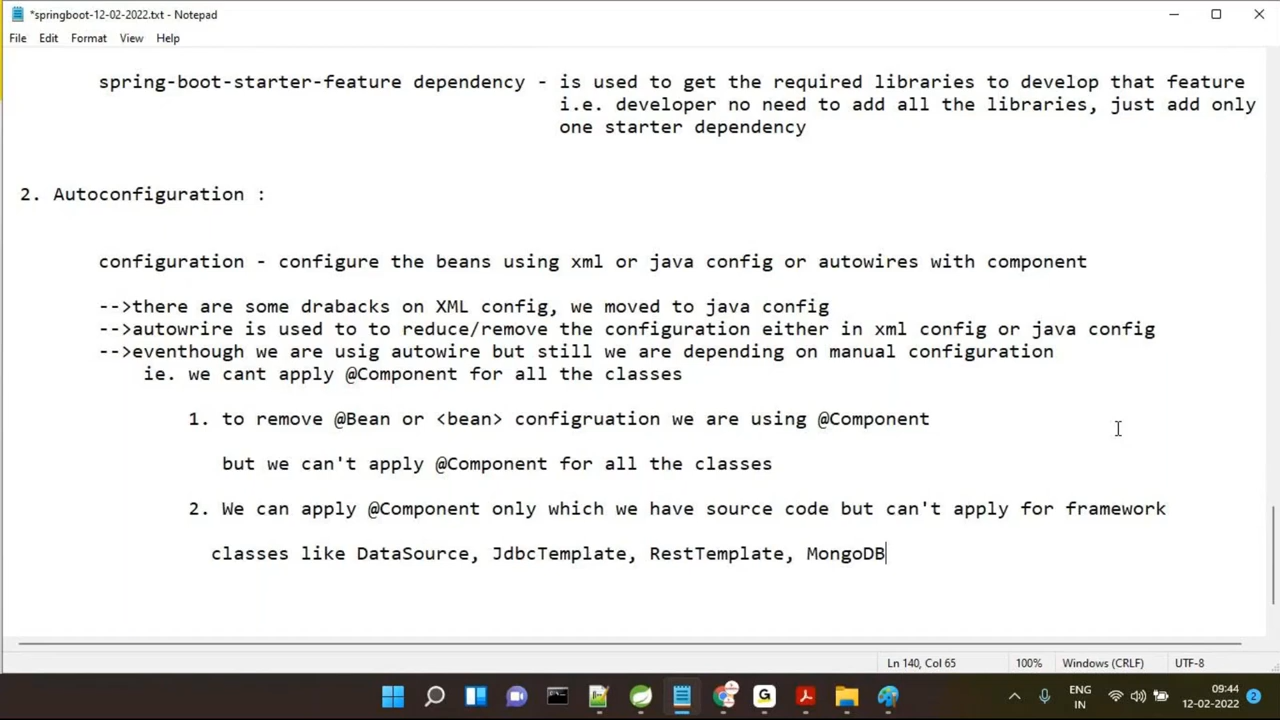 *springboot-12-02-2022.txt - Notepad
File Edit Format View Help
spring-boot-starter-feature dependency - is used to get the required libraries to develop that feature
i.e. developer no need to add all the libraries, just add only
one starter dependency
2. Autoconfiguration :
configuration - configure the beans using xml or java config or autowires with component
-->there are some drabacks on XML config, we moved to java config
-->autowrire is used to to reduce/remove the configuration either in xml config or java config
-->eventhough we are usig autowire but still we are depending on manual configuration
ie. we cant apply @Component for all the classes
1. to remove @Bean or <bean> configruation we are using @Component
but we can't apply @Component for all the classes
2. We can apply @Component only which we have source code but can't apply for framework
classes like DataSource, JdbcTemplate, RestTemplate, MongoDB
Ln 140, Col 65 100% Windows (CRLF) UTF-8
ENG
IN
09:44
12-02-2022
2